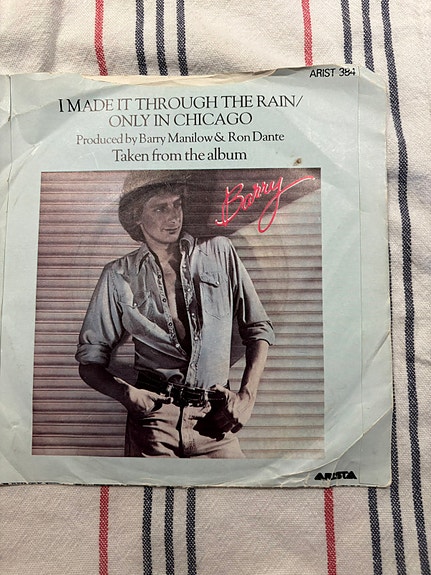 ARIST 384
I MADE IT THROUGH THE RAIN/
ONLY IN CHICAGO
Produced by Barry Manilow & Ron Dante
Taken from the album
Barry
ARISTA